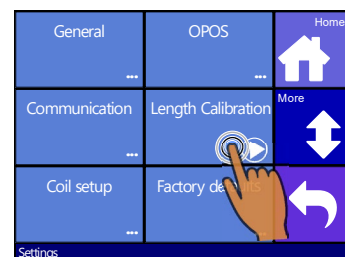 General
OPOS
Home
...
...
Communication
Length Calibration
More
...
Coil setup
Factory
...
...
Settings